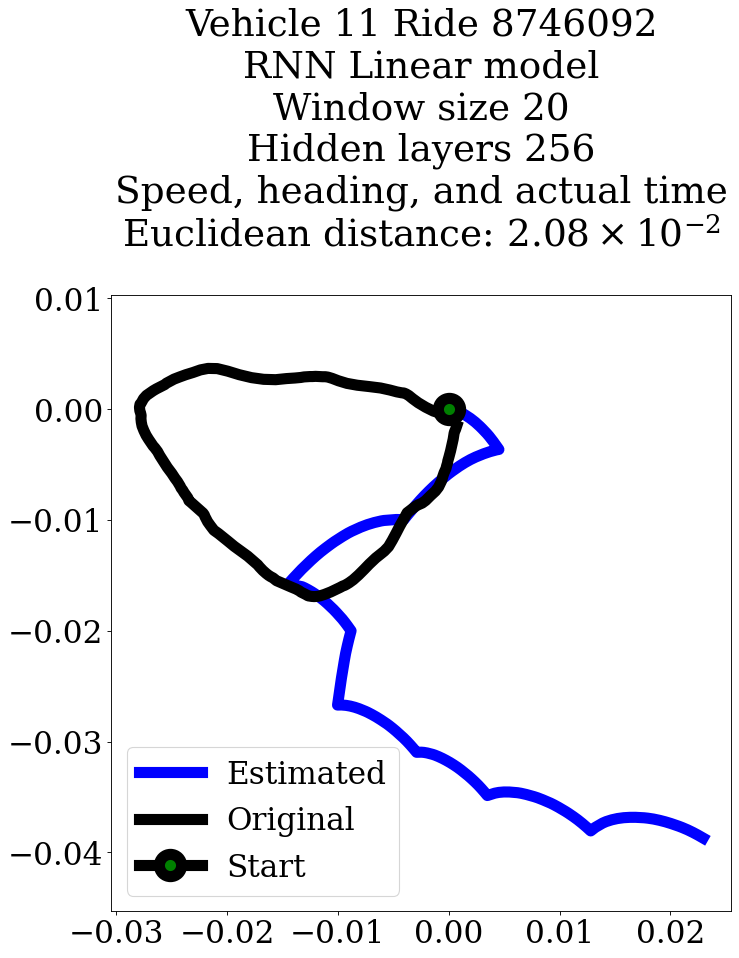 Vehicle 11 Ride 8746092
RNN Linear model
Window size 20
Hidden layers 256
Speed, heading, and actual time
Euclidean distance: 2.08 × 10⁻²
0.01
0.00
−0.01
−0.02
−0.03
−0.04
Estimated
Original
Start
−0.03 −0.02 −0.01 0.00 0.01 0.02